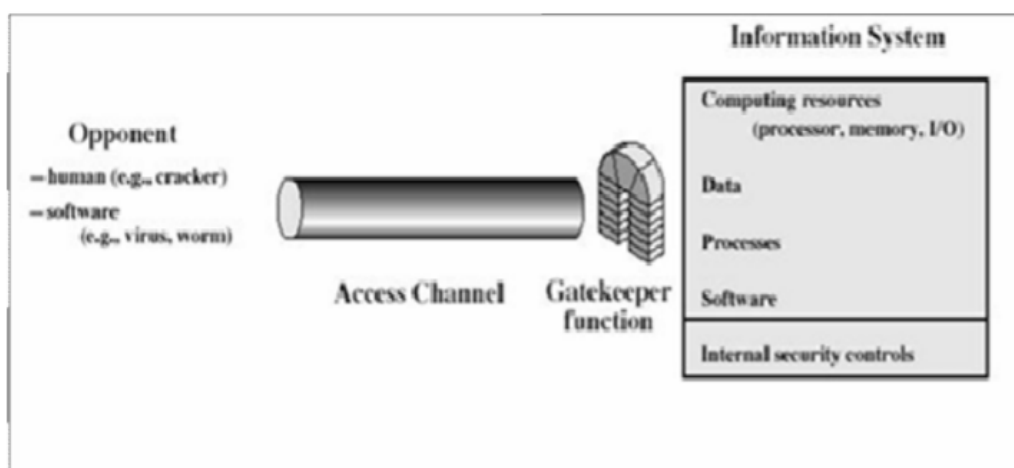 Information System
Computing resources
(processor, memory, I/O)
Data
Processes
Software
Internal security controls
Opponent
– human (e.g., cracker)
– software
(e.g., virus, worm)
Access Channel
Gatekeeper
function